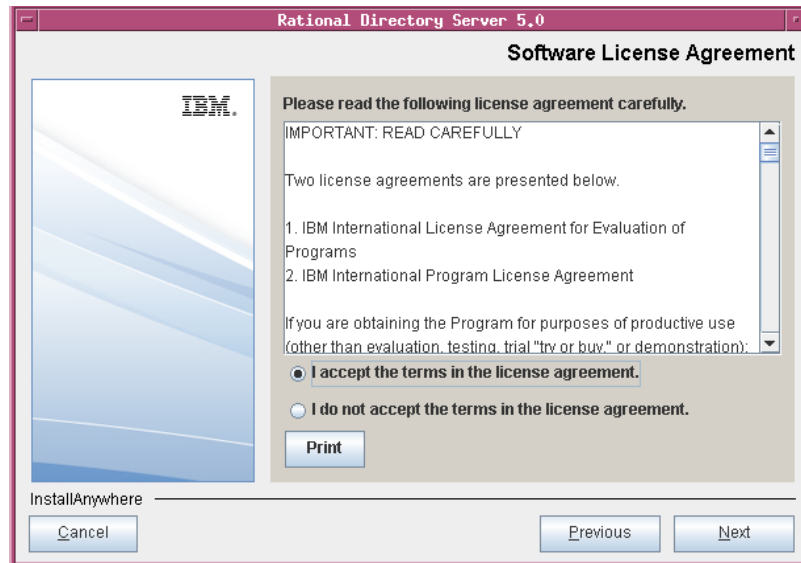 Rational Directory Server 5.0
Software License Agreement
IBM.
Please read the following license agreement carefully.
IMPORTANT: READ CAREFULLY
Two license agreements are presented below.
1. IBM International License Agreement for Evaluation of
Programs
2. IBM International Program License Agreement
If you are obtaining the Program for purposes of productive use
(other than evaluation, testing, trial "try or buy," or demonstration):
I accept the terms in the license agreement.
I do not accept the terms in the license agreement.
Print
InstallAnywhere
Cancel
Previous
Next